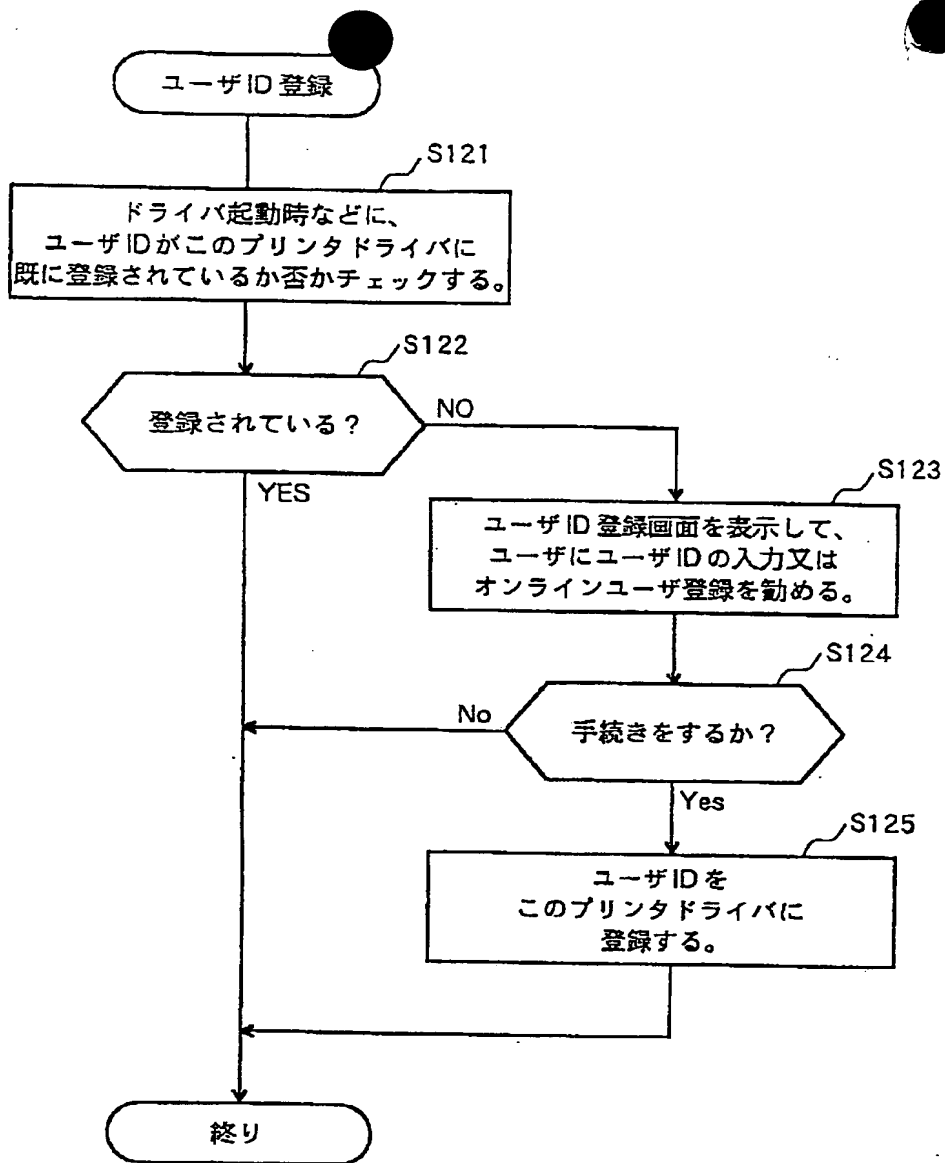 ユーザID登録
S121
ドライバ起動時などに、
ユーザIDがこのプリンタドライバに
既に登録されているか否かチェックする。
S122
登録されている？
NO
YES
S123
ユーザID登録画面を表示して、
ユーザにユーザIDの入力又は
オンラインユーザ登録を勧める。
S124
手続きをするか？
No
Yes
S125
ユーザIDを
このプリンタドライバに
登録する。
終り